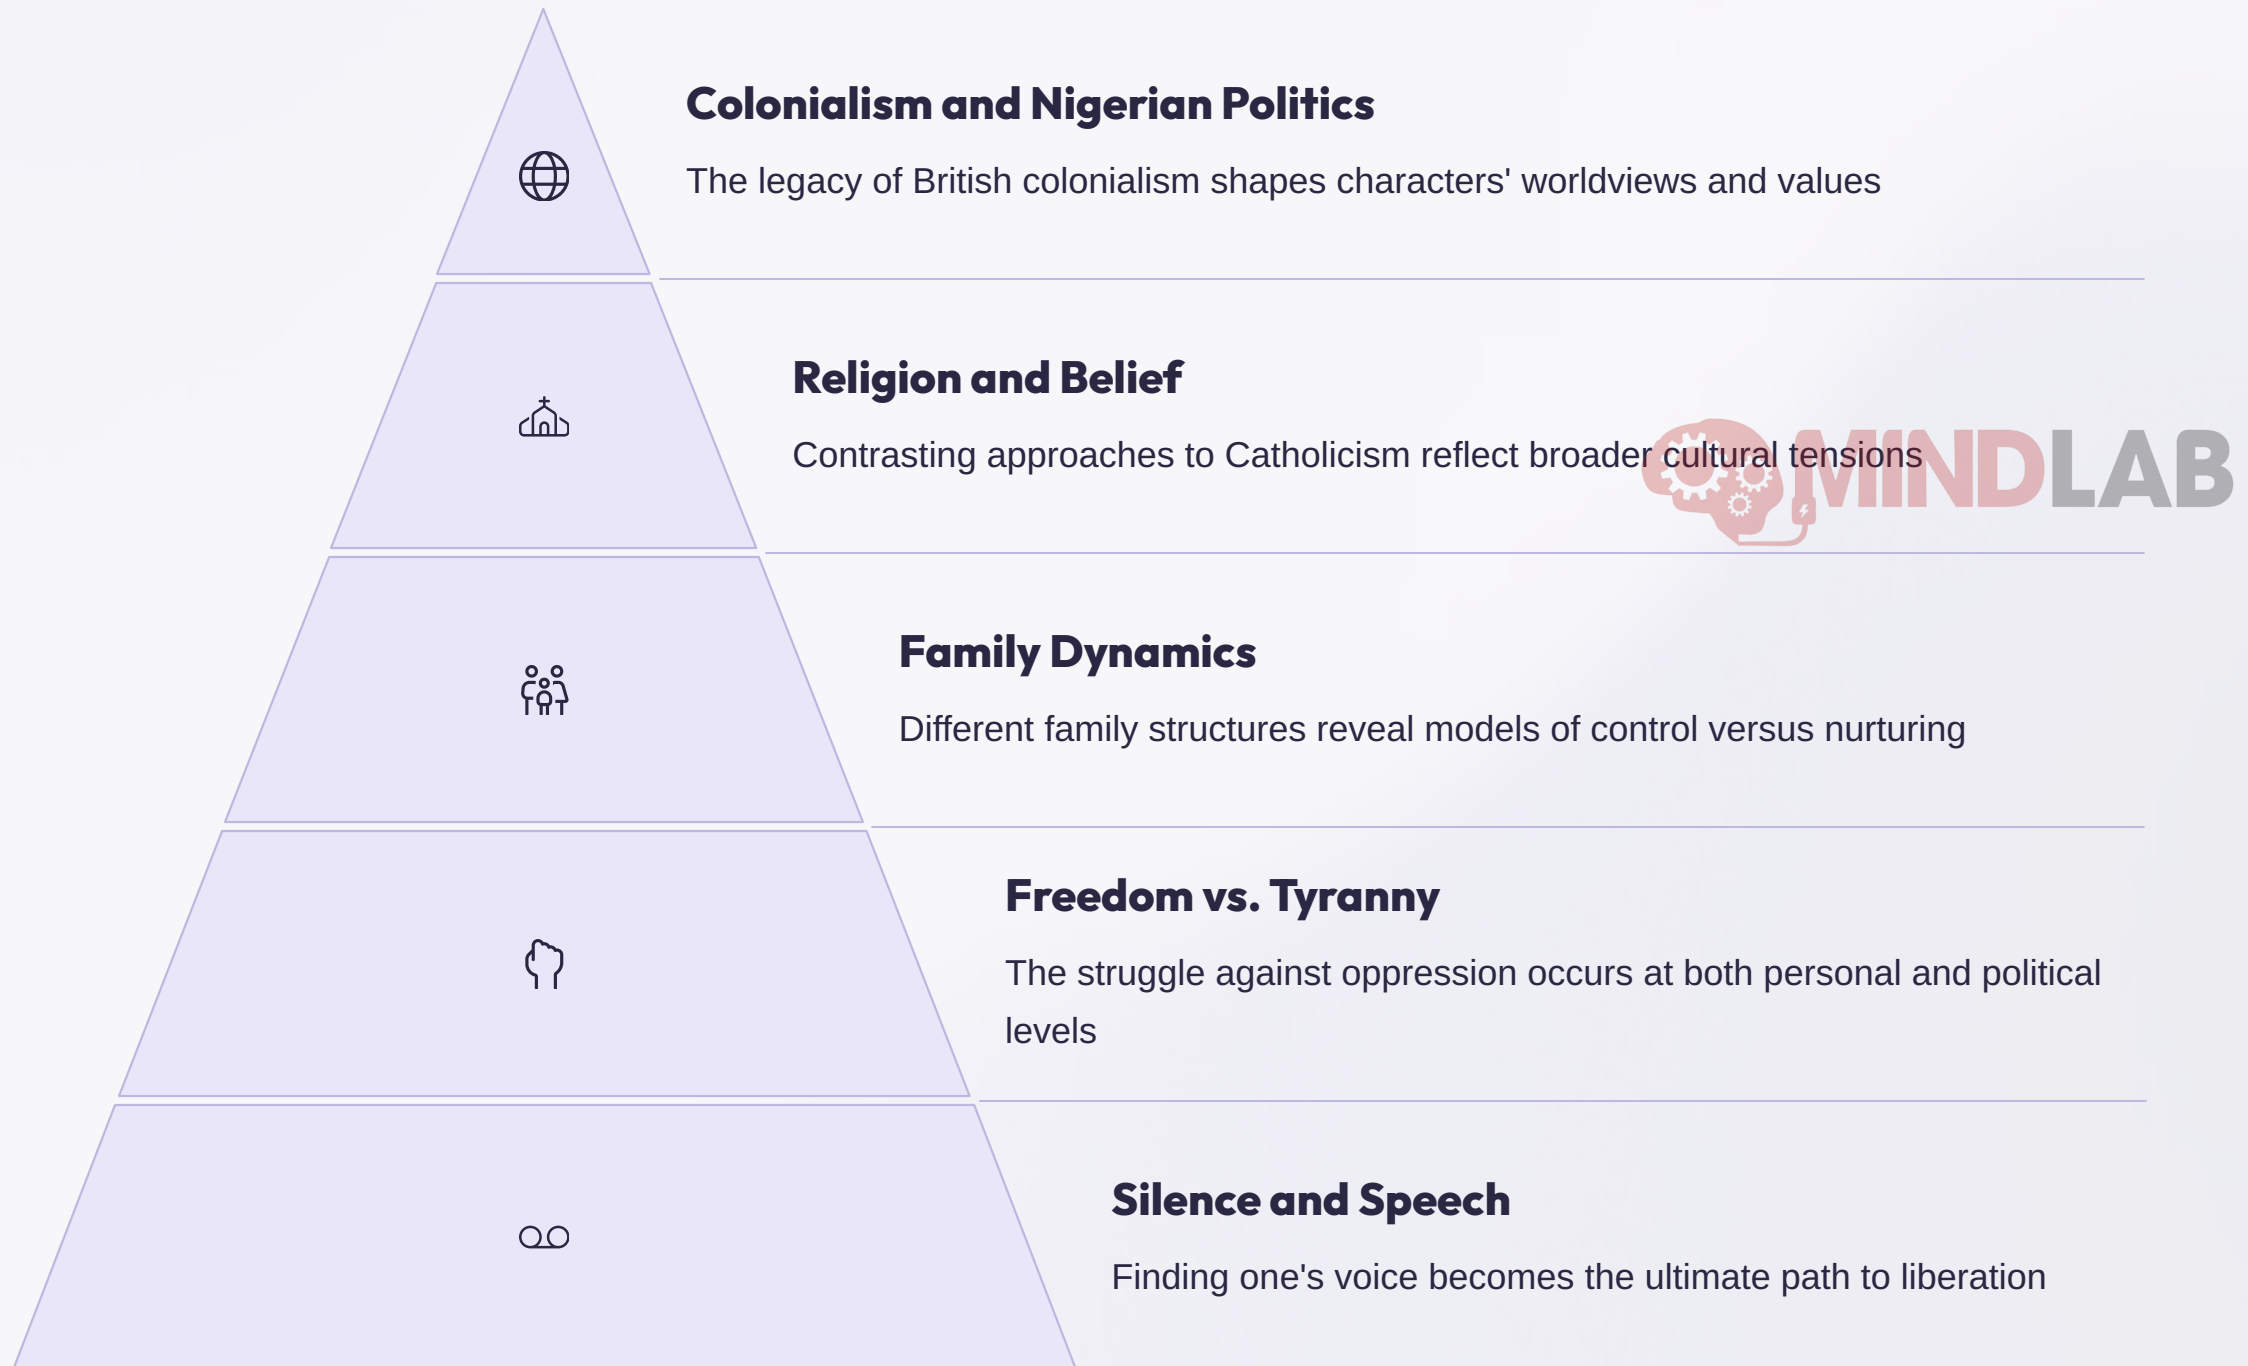 Colonialism and Nigerian Politics
The legacy of British colonialism shapes characters' worldviews and values
Religion and Belief
Contrasting approaches to Catholicism reflect broader cultural tensions
MINDLAB
Family Dynamics
Different family structures reveal models of control versus nurturing
Freedom vs. Tyranny
The struggle against oppression occurs at both personal and political
levels
Silence and Speech
Finding one's voice becomes the ultimate path to liberation